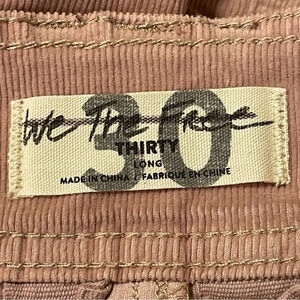 We The Free
30
THIRTY
LONG
MADE IN CHINA / FABRIQUÉ EN CHINE